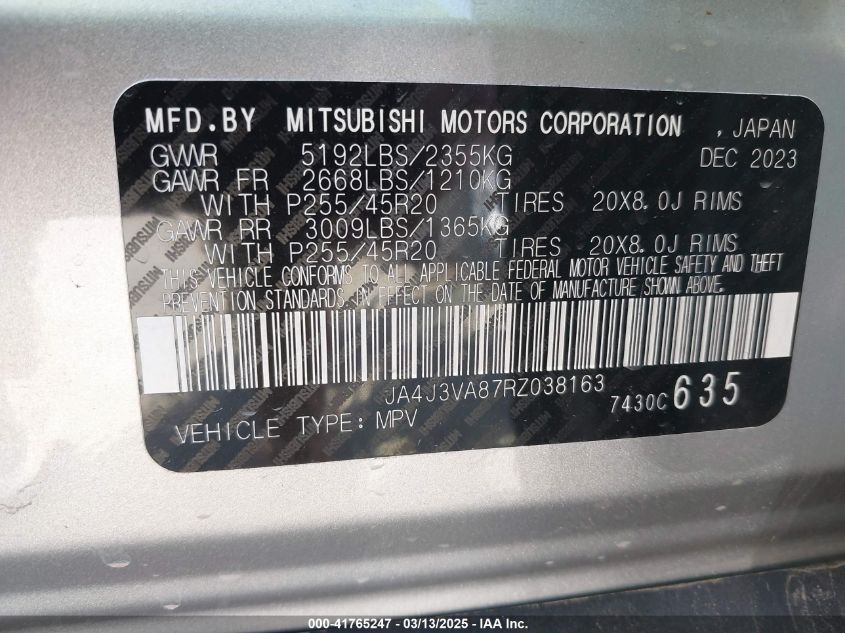 MFD.BY MITSUBISHI MOTORS CORPORATION , JAPAN
GVWR 5192LBS/2355KG DEC 2023
GAWR FR 2668LBS/1210KG
WITH P255/45R20 TIRES 20X8.0J RIMS
GAWR RR 3009LBS/1365KG
WITH P255/45R20 TIRES 20X8.0J RIMS
THIS VEHICLE CONFORMS TO ALL APPLICABLE FEDERAL MOTOR VEHICLE SAFETY AND THEFT
PREVENTION STANDARDS IN EFFECT ON THE DATE OF MANUFACTURE SHOWN ABOVE.
JA4J3VA87RZ038163
7430C 635
VEHICLE TYPE: MPV
000-41765247 - 03/13/2025 - IAA Inc.